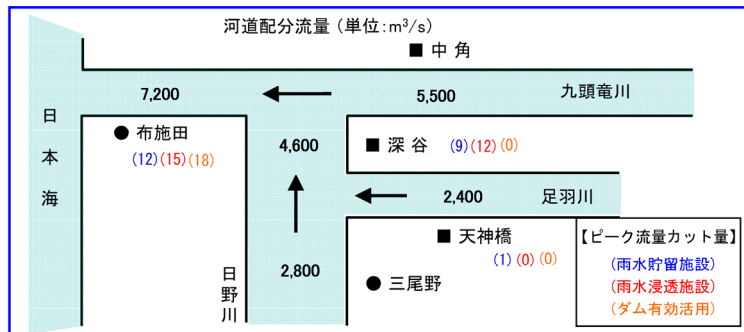 河道配分流量 (単位:m³/s)
■ 中 角
7,200
5,500
九頭竜川
日本海
● 布施田
(12)(15)(18)
4,600
■ 深 谷 (9)(12)(0)
2,400
足羽川
■ 天神橋
(1)(0)(0)
日野川
2,800
● 三尾野
【ピーク流量カット量】
(雨水貯留施設)
(雨水浸透施設)
(ダム有効活用)